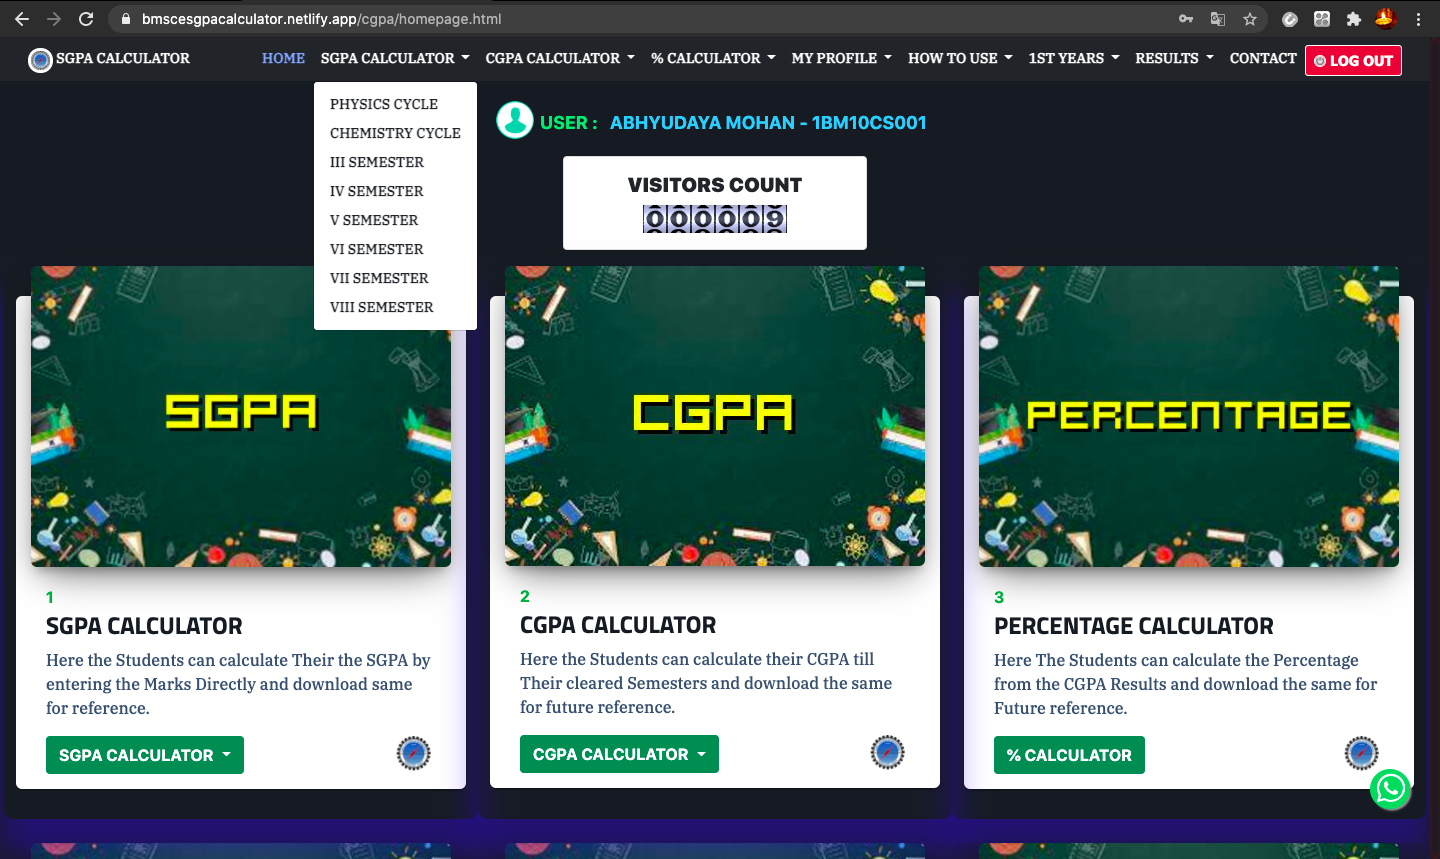 bmscesgpacalculator.netlify.app/cgpa/homepage.html
SGPA CALCULATOR HOME SGPA CALCULATOR CGPA CALCULATOR % CALCULATOR MY PROFILE HOW TO USE 1ST YEARS RESULTS CONTACT LOG OUT
PHYSICS CYCLE
CHEMISTRY CYCLE
III SEMESTER
IV SEMESTER
V SEMESTER
VI SEMESTER
VII SEMESTER
VIII SEMESTER
USER : ABHYUDAYA MOHAN - 1BM10CS001
VISITORS COUNT
000009
SGPA
CGPA
PERCENTAGE
1
SGPA CALCULATOR
Here the Students can calculate Their the SGPA by
entering the Marks Directly and download same
for reference.
SGPA CALCULATOR
2
CGPA CALCULATOR
Here the Students can calculate their CGPA till
Their cleared Semesters and download the same
for future reference.
CGPA CALCULATOR
3
PERCENTAGE CALCULATOR
Here The Students can calculate the Percentage
from the CGPA Results and download the same for
Future reference.
% CALCULATOR